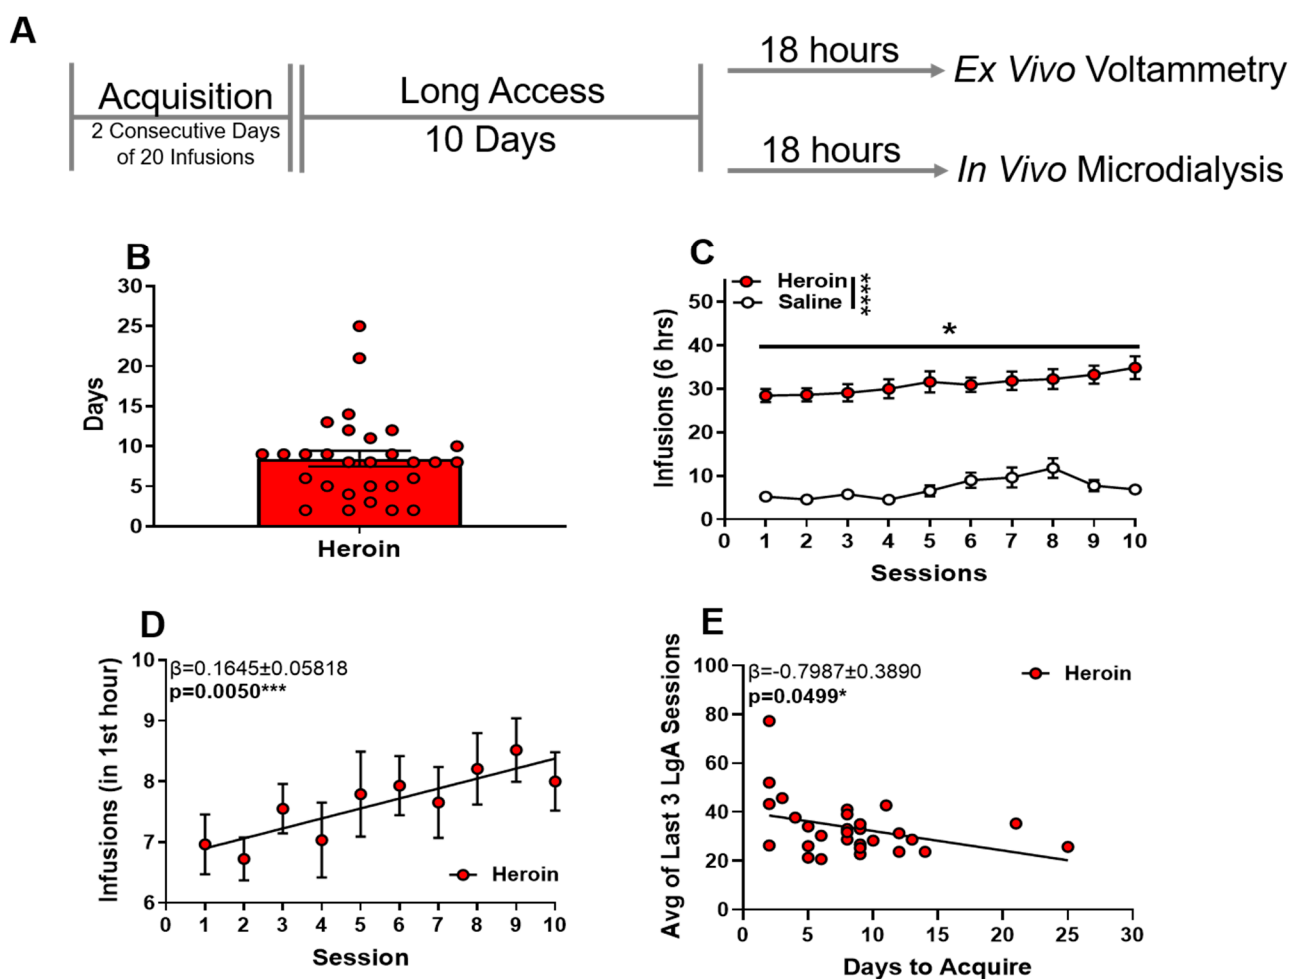 A
Acquisition
2 Consecutive Days
of 20 Infusions
Long Access
10 Days
18 hours
Ex Vivo Voltammetry
18 hours
In Vivo Microdialysis
B
Days
30
25
20
15
10
5
0
Heroin
C
Heroin
Saline
****
*
Infusions (6 hrs)
50
40
30
20
10
0
0 1 2 3 4 5 6 7 8 9 10
Sessions
D
β=0.1645±0.05818
p=0.0050***
Infusions (in 1st hour)
10
9
8
7
6
Heroin
0 1 2 3 4 5 6 7 8 9 10
Session
E
β=-0.7987±0.3890
p=0.0499*
Heroin
Avg of Last 3 LgA Sessions
100
80
60
40
20
0
0 5 10 15 20 25 30
Days to Acquire